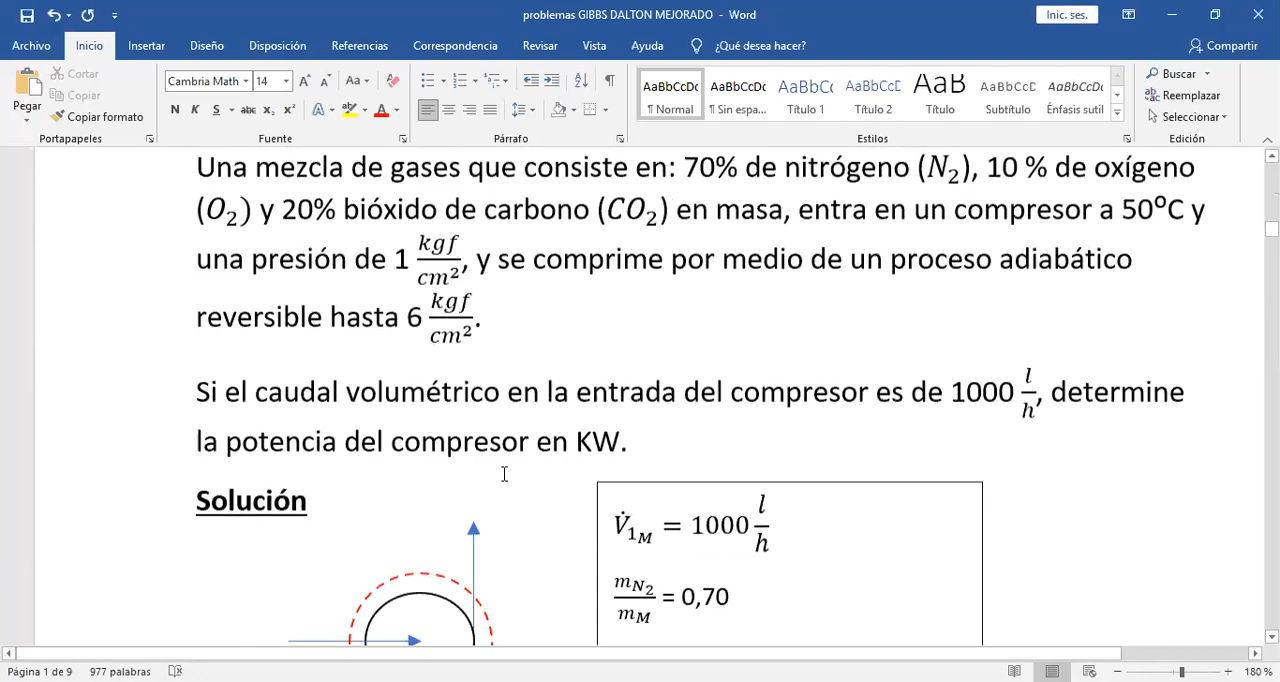 problemas GIBBS DALTON MEJORADO - Word
Inic. ses.
Archivo Inicio Insertar Diseño Disposición Referencias Correspondencia Revisar Vista Ayuda ¿Qué desea hacer? Compartir
Pegar
Cortar
Copiar
Copiar formato
Portapapeles
Cambria Math 14
Aa
N K S abc x₂ x²
Fuente
Párrafo
AaBbCcDc AaBbCcDc AaBbCc AaBbCcD AaB AaBbCcD AaBbCcDc
¶ Normal ¶ Sin espa... Título 1 Título 2 Título Subtítulo Énfasis sutil
Estilos
Buscar
Reemplazar
Seleccionar
Edición
Una mezcla de gases que consiste en: 70% de nitrógeno (N₂), 10 % de oxígeno
(O₂) y 20% bióxido de carbono (CO₂) en masa, entra en un compresor a 50ºC y
una presión de 1 kgf/cm², y se comprime por medio de un proceso adiabático
reversible hasta 6 kgf/cm².
Si el caudal volumétrico en la entrada del compresor es de 1000 l/h, determine
la potencia del compresor en KW.
Solución
V̇₁M = 1000 l/h
mN₂/mM = 0,70
Página 1 de 9 977 palabras 180 %